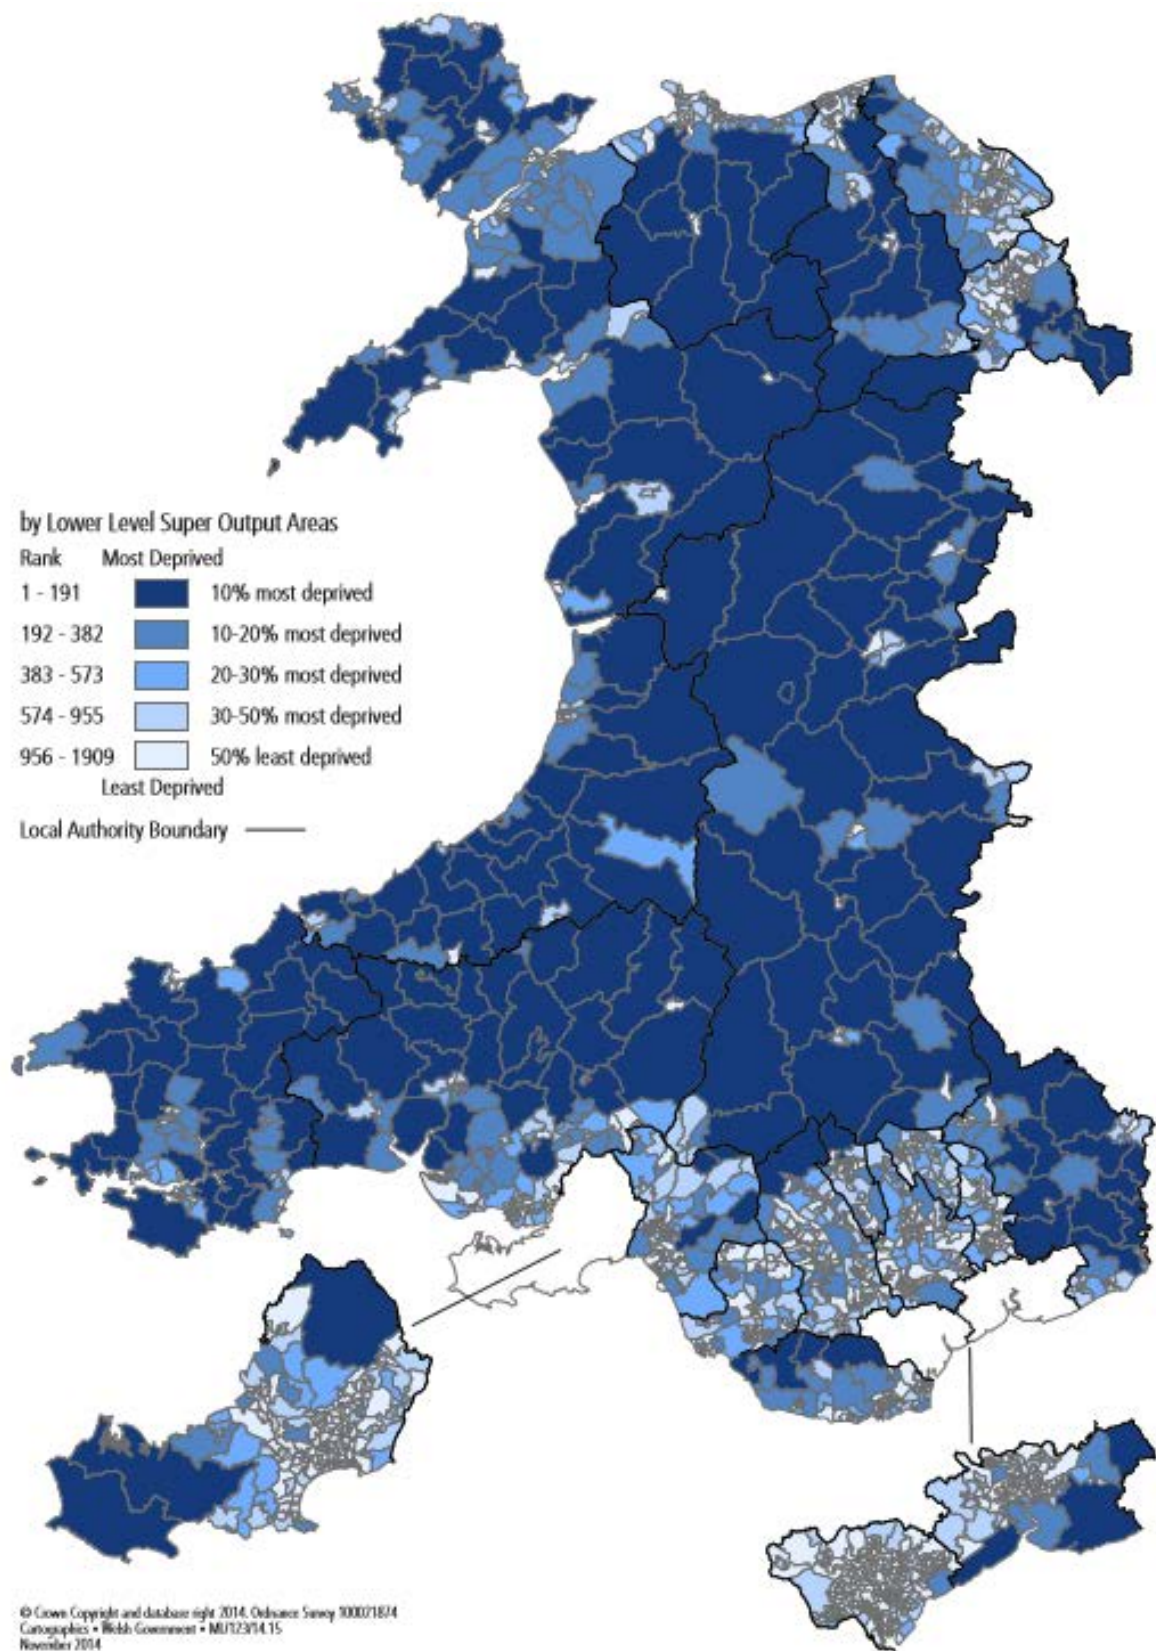 by Lower Level Super Output Areas
Rank Most Deprived
1 - 191 10% most deprived
192 - 382 10-20% most deprived
383 - 573 20-30% most deprived
574 - 955 30-50% most deprived
956 - 1909 50% least deprived
Least Deprived
Local Authority Boundary
© Crown Copyright and database right 2014. Ordnance Survey 100021874
Cartographics • Welsh Government • MU/123/14.15
November 2014